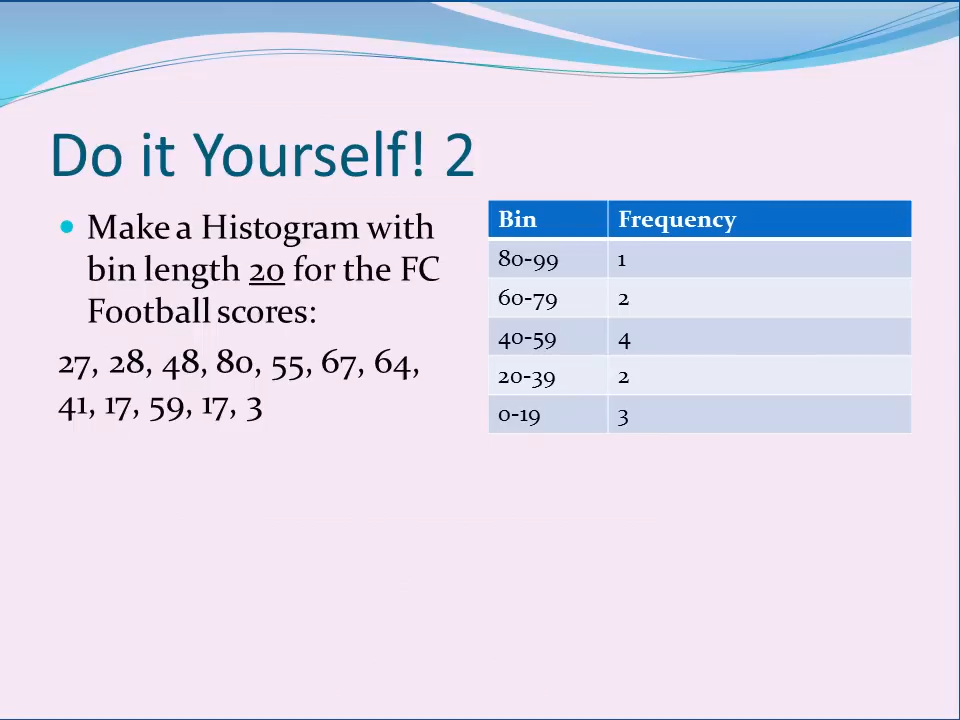 Do it Yourself! 2
• Make a Histogram with
bin length 20 for the FC
Football scores:
27, 28, 48, 80, 55, 67, 64,
41, 17, 59, 17, 3
Bin Frequency
80-99 1
60-79 2
40-59 4
20-39 2
0-19 3